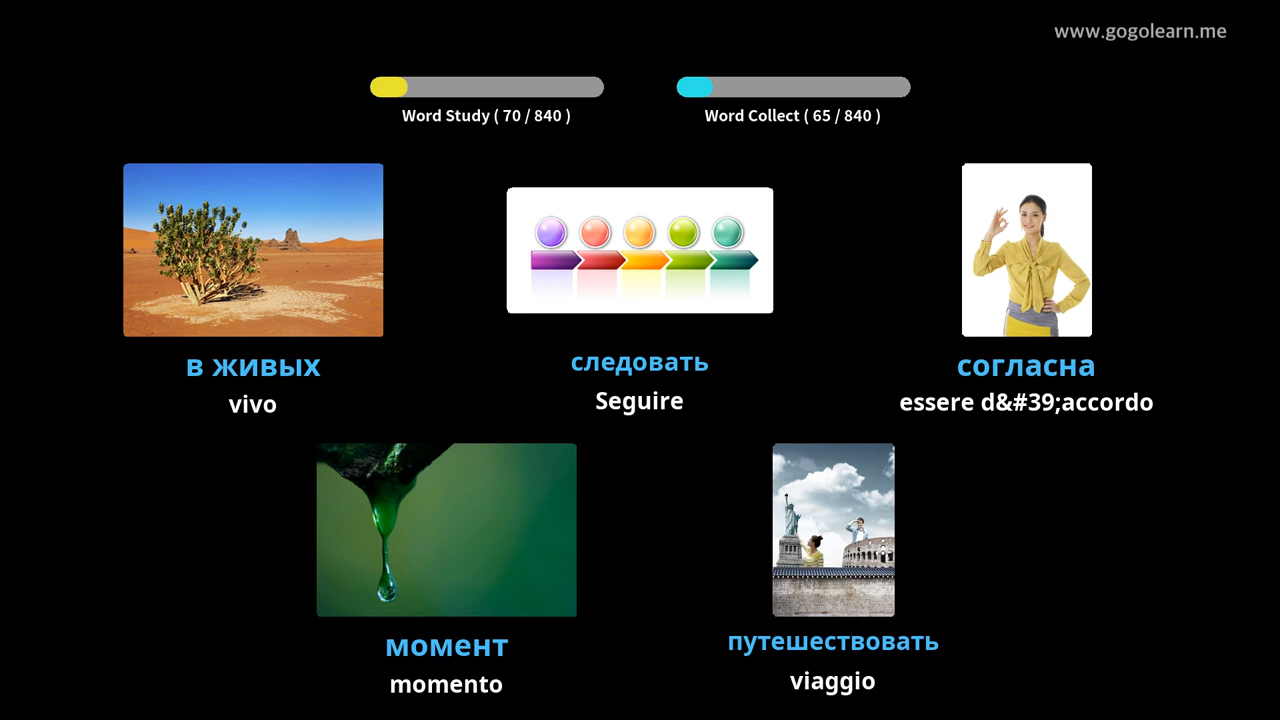 www.gogolearn.me
Word Study ( 70 / 840 )
Word Collect ( 65 / 840 )
в живых
vivo
следовать
Seguire
согласна
essere d&#39;accordo
момент
momento
путешествовать
viaggio